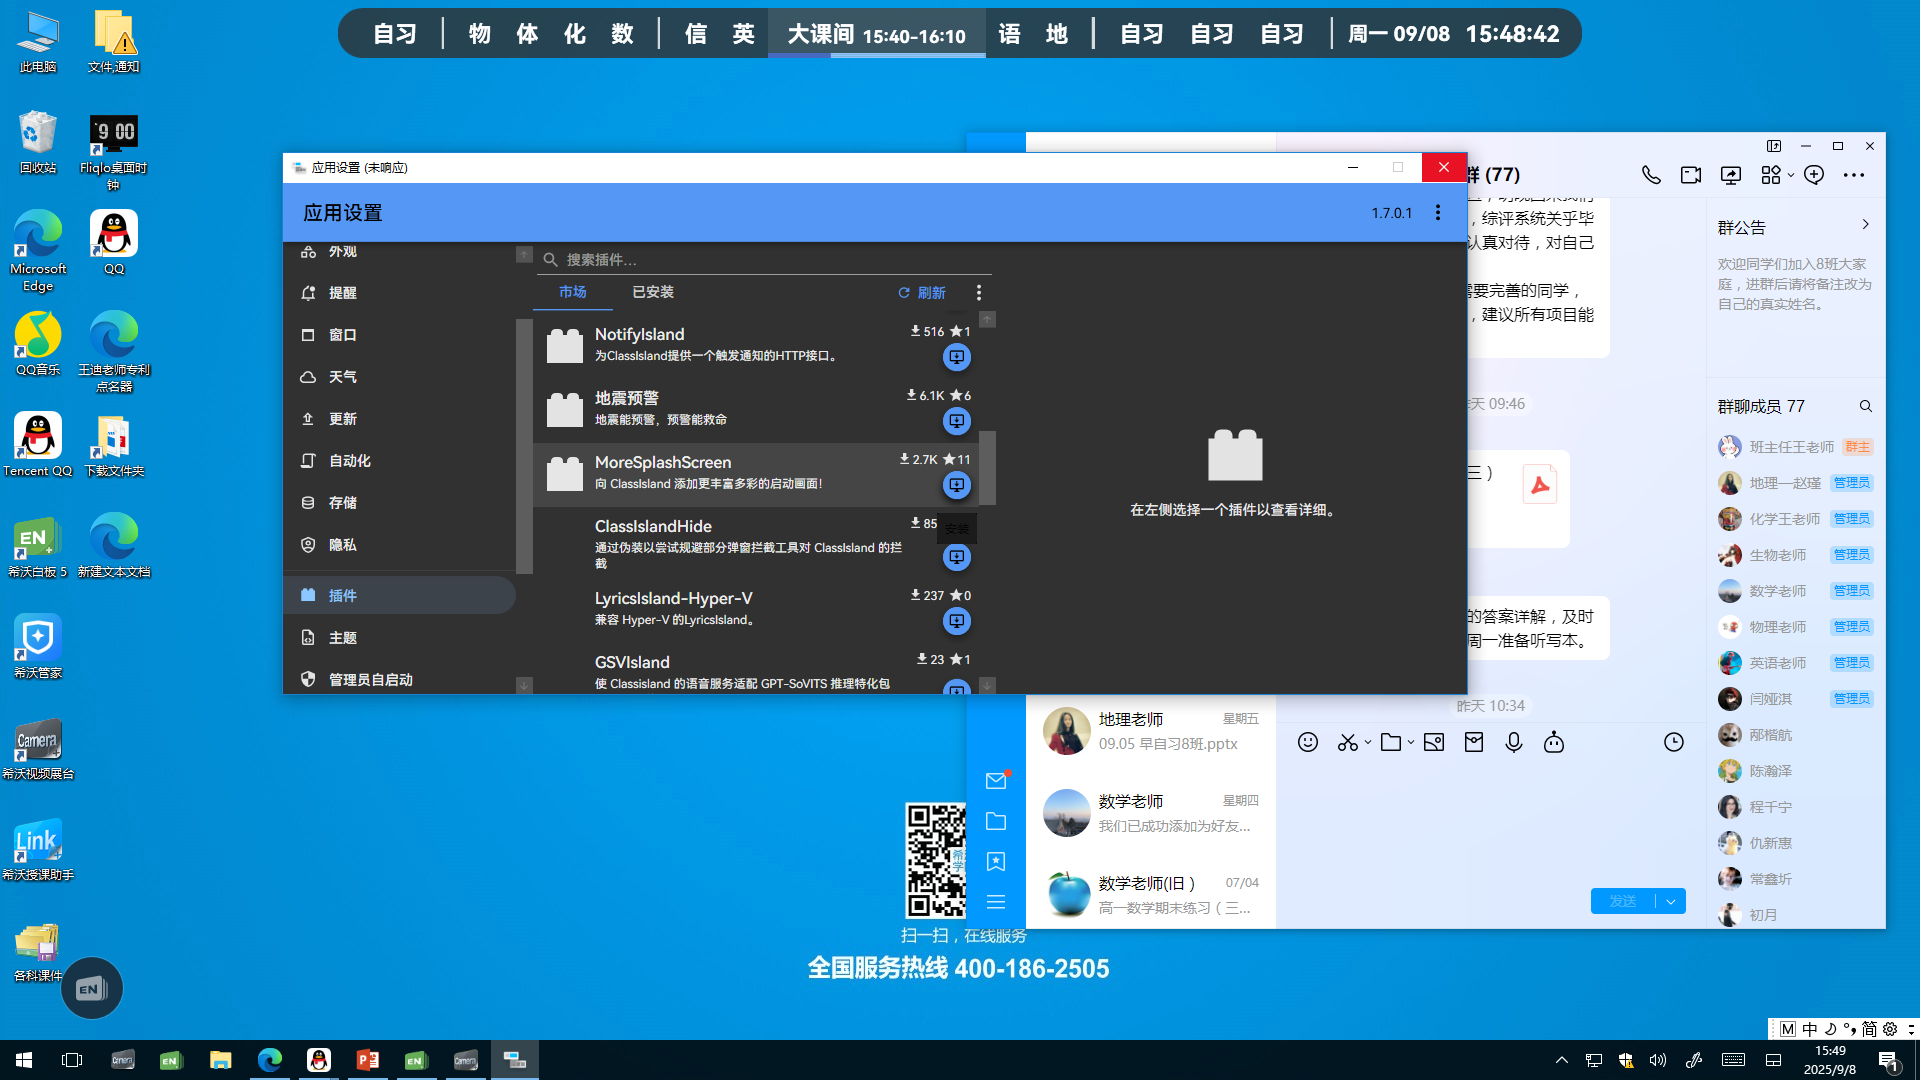 自习 物 体 化 数 信 英 大课间 15:40-16:10 语 地 自习 自习 自习 周一 09/08 15:48:42
此电脑
文件,通知
回收站
Fliqlo桌面时钟
Microsoft Edge
QQ
QQ音乐
王迪老师专利点名器
Tencent QQ
下载文件夹
EN
希沃白板 5
新建文本文档
希沃管家
Camera
希沃视频展台
Link
希沃授课助手
各科课件
EN
应用设置 (未响应)
应用设置
1.7.0.1
外观
提醒
窗口
天气
更新
自动化
存储
隐私
插件
主题
管理员自启动
搜索插件...
市场 已安装 刷新
NotifyIsland 516 1
为ClassIsland提供一个触发通知的HTTP接口。
地震预警 6.1K 6
地震能预警，预警能救命
MoreSplashScreen 2.7K 11
向 ClassIsland 添加更丰富多彩的启动画面!
安装
ClassIslandHide 85
通过伪装以尝试规避部分弹窗拦截工具对 ClassIsland 的拦
截
LyricsIsland-Hyper-V 237 0
兼容 Hyper-V 的LyricsIsland。
GSVIsland 23 1
使 Classisland 的语音服务适配 GPT-SoVITS 推理特化包
在左侧选择一个插件以查看详细。
群 (77)
，综评系统关乎毕
认真对待，对自己
需要完善的同学，
，建议所有项目能
昨天 09:46
三）
的答案详解，及时
周一准备听写本。
昨天 10:34
发送
群公告
欢迎同学们加入8班大家
庭，进群后请将备注改为
自己的真实姓名。
群聊成员 77
班主任王老师 群主
地理—赵瑾 管理员
化学王老师 管理员
生物老师 管理员
数学老师 管理员
物理老师 管理员
英语老师 管理员
闫娅淇 管理员
邴楷航
陈瀚泽
程千宁
仇新惠
常鑫圻
初月
地理老师 星期五
09.05 早自习8班.pptx
数学老师 星期四
我们已成功添加为好友...
数学老师(旧) 07/04
高一数学期末练习（三...
扫一扫，在线服务
全国服务热线 400-186-2505
M 中 简
15:49
2025/9/8
1